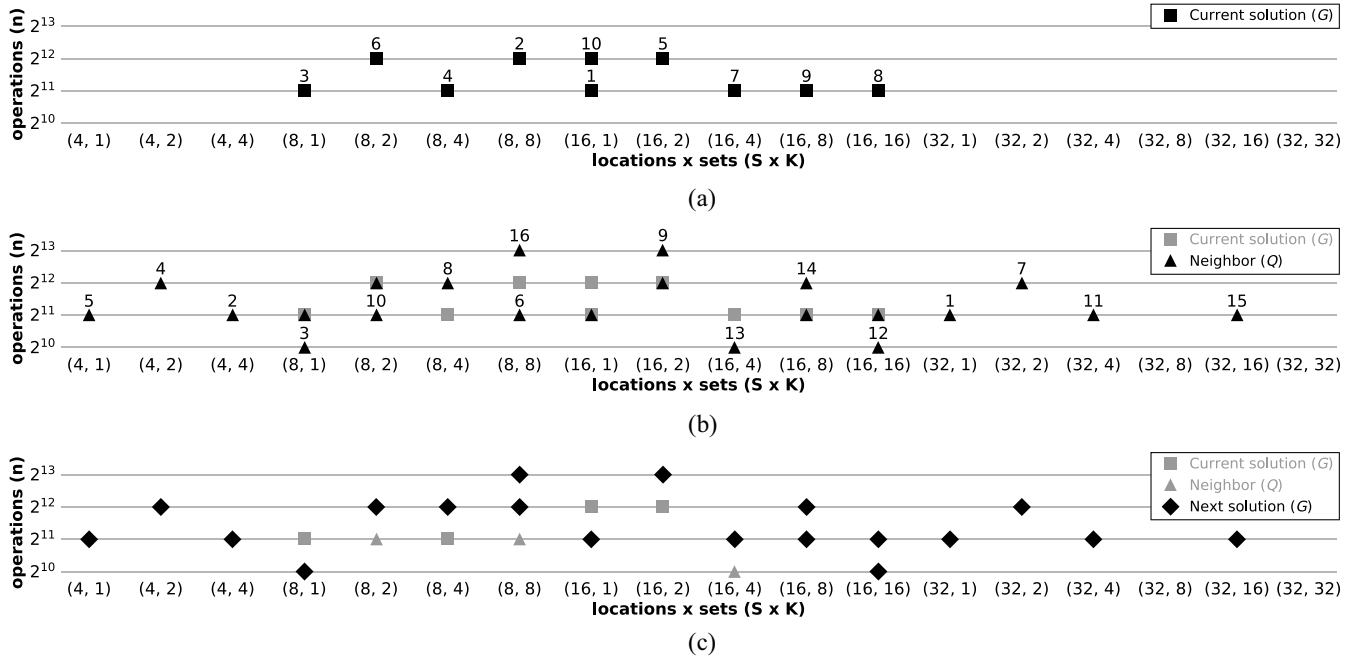 2^13
Current solution (G)
6 2 10 5
2^12
3 4 1 7 9 8
2^11
2^10
operations (n)
(4, 1) (4, 2) (4, 4) (8, 1) (8, 2) (8, 4) (8, 8) (16, 1) (16, 2) (16, 4) (16, 8) (16, 16) (32, 1) (32, 2) (32, 4) (32, 8) (32, 16) (32, 32)
locations x sets (S x K)
(a)
16 9
2^13
Current solution (G)
Neighbor (Q)
4 8 14 7
2^12
5 2 10 6 1 11 15
2^11
3 13 12
2^10
operations (n)
(4, 1) (4, 2) (4, 4) (8, 1) (8, 2) (8, 4) (8, 8) (16, 1) (16, 2) (16, 4) (16, 8) (16, 16) (32, 1) (32, 2) (32, 4) (32, 8) (32, 16) (32, 32)
locations x sets (S x K)
(b)
2^13
Current solution (G)
Neighbor (Q)
Next solution (G)
2^12
2^11
2^10
operations (n)
(4, 1) (4, 2) (4, 4) (8, 1) (8, 2) (8, 4) (8, 8) (16, 1) (16, 2) (16, 4) (16, 8) (16, 16) (32, 1) (32, 2) (32, 4) (32, 8) (32, 16) (32, 32)
locations x sets (S x K)
(c)